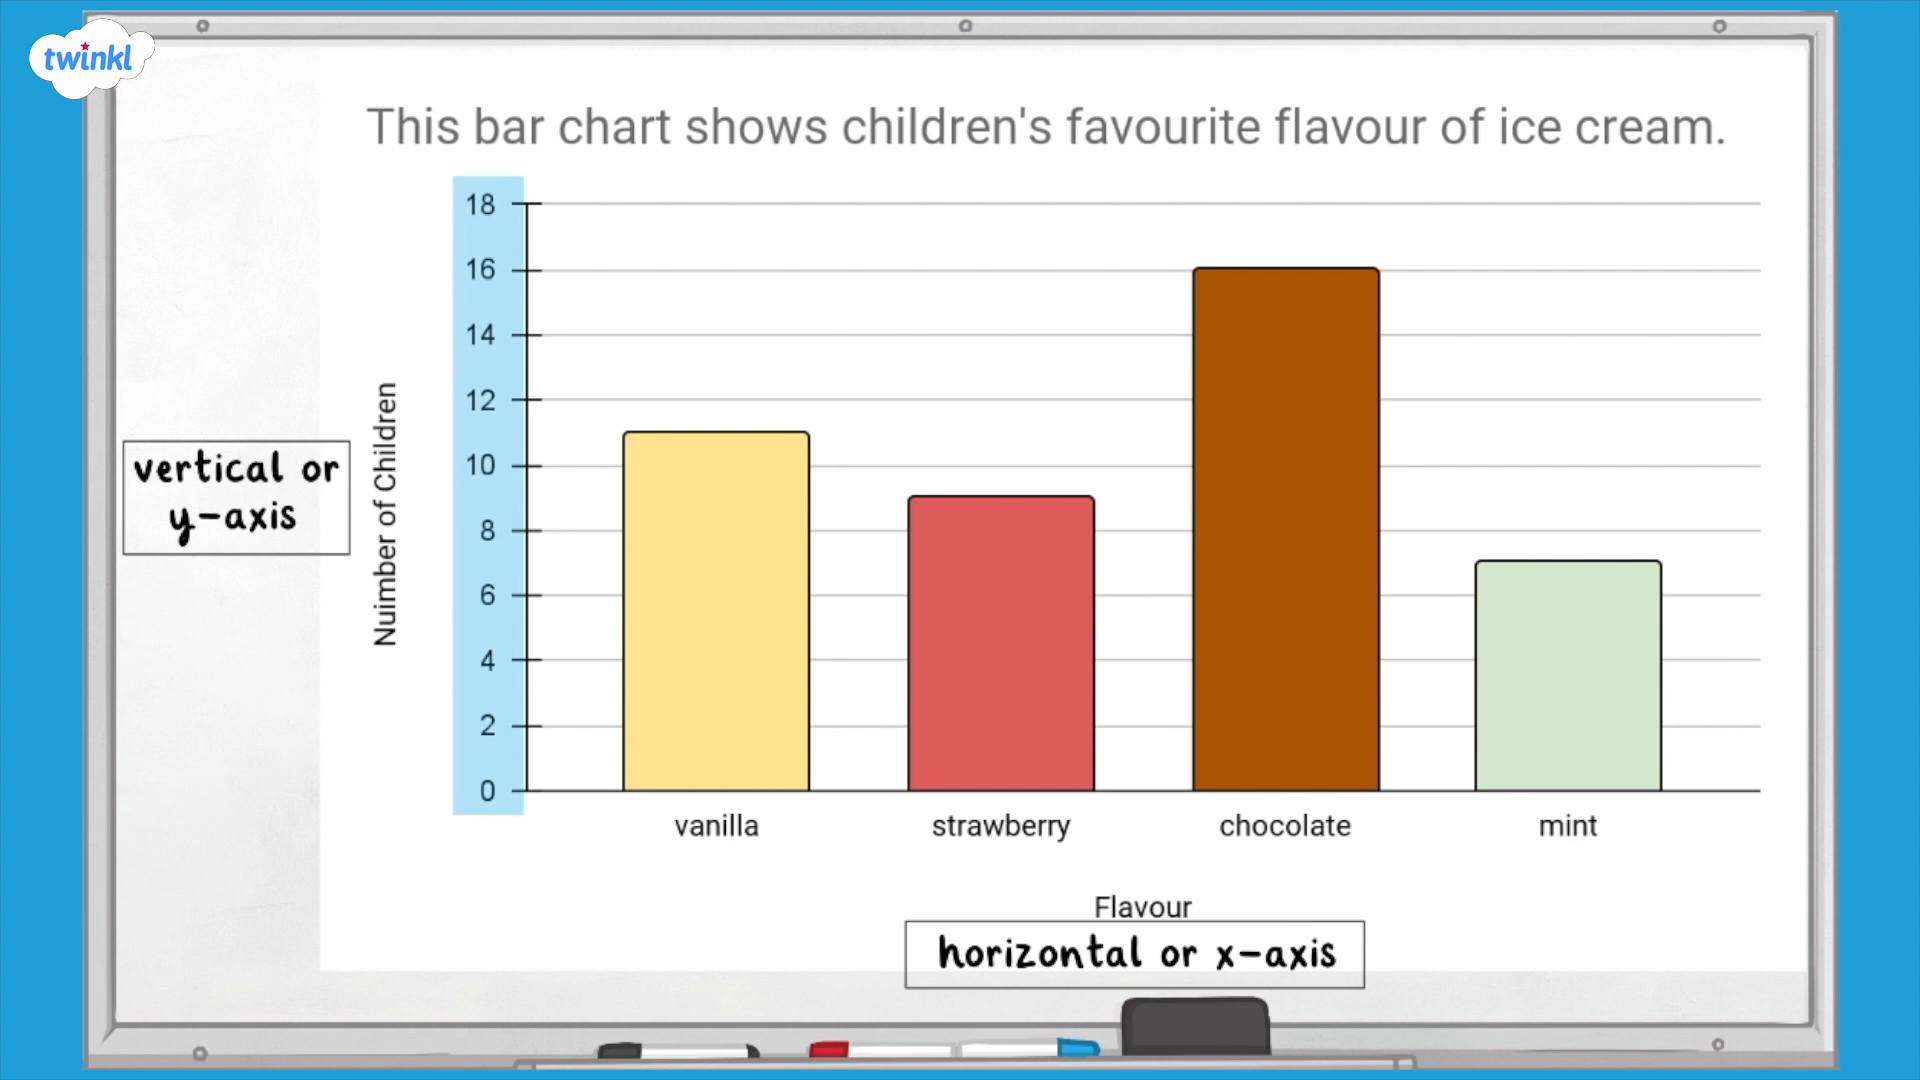 twinkl
This bar chart shows children's favourite flavour of ice cream.
18
16
14
12
10
8
6
4
2
0
Nuimber of Children
vertical or
y-axis
vanilla strawberry chocolate mint
Flavour
horizontal or x-axis